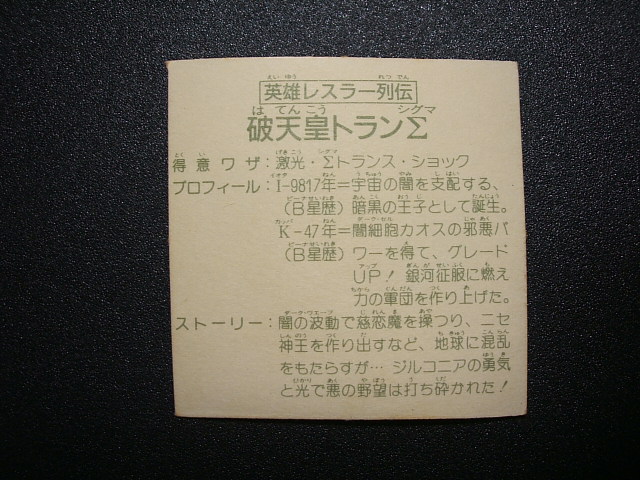 英雄レスラー列伝
破天皇トランΣ
得意ワザ:激光・Σトランス・ショック
プロフィール:I-9817年=宇宙の闇を支配する、
(B星歴)暗黒の王子として誕生。
K-47年=闇細胞カオスの邪悪パ
(B星歴)ワーを得て、グレード
UP! 銀河征服に燃え
力の軍団を作り上げた。
ストーリー:闇の波動で慈恋魔を操つり、ニセ
神王を作り出すなど、地球に混乱
をもたらすが… ジルコニアの勇気
と光で悪の野望は打ち砕かれた!